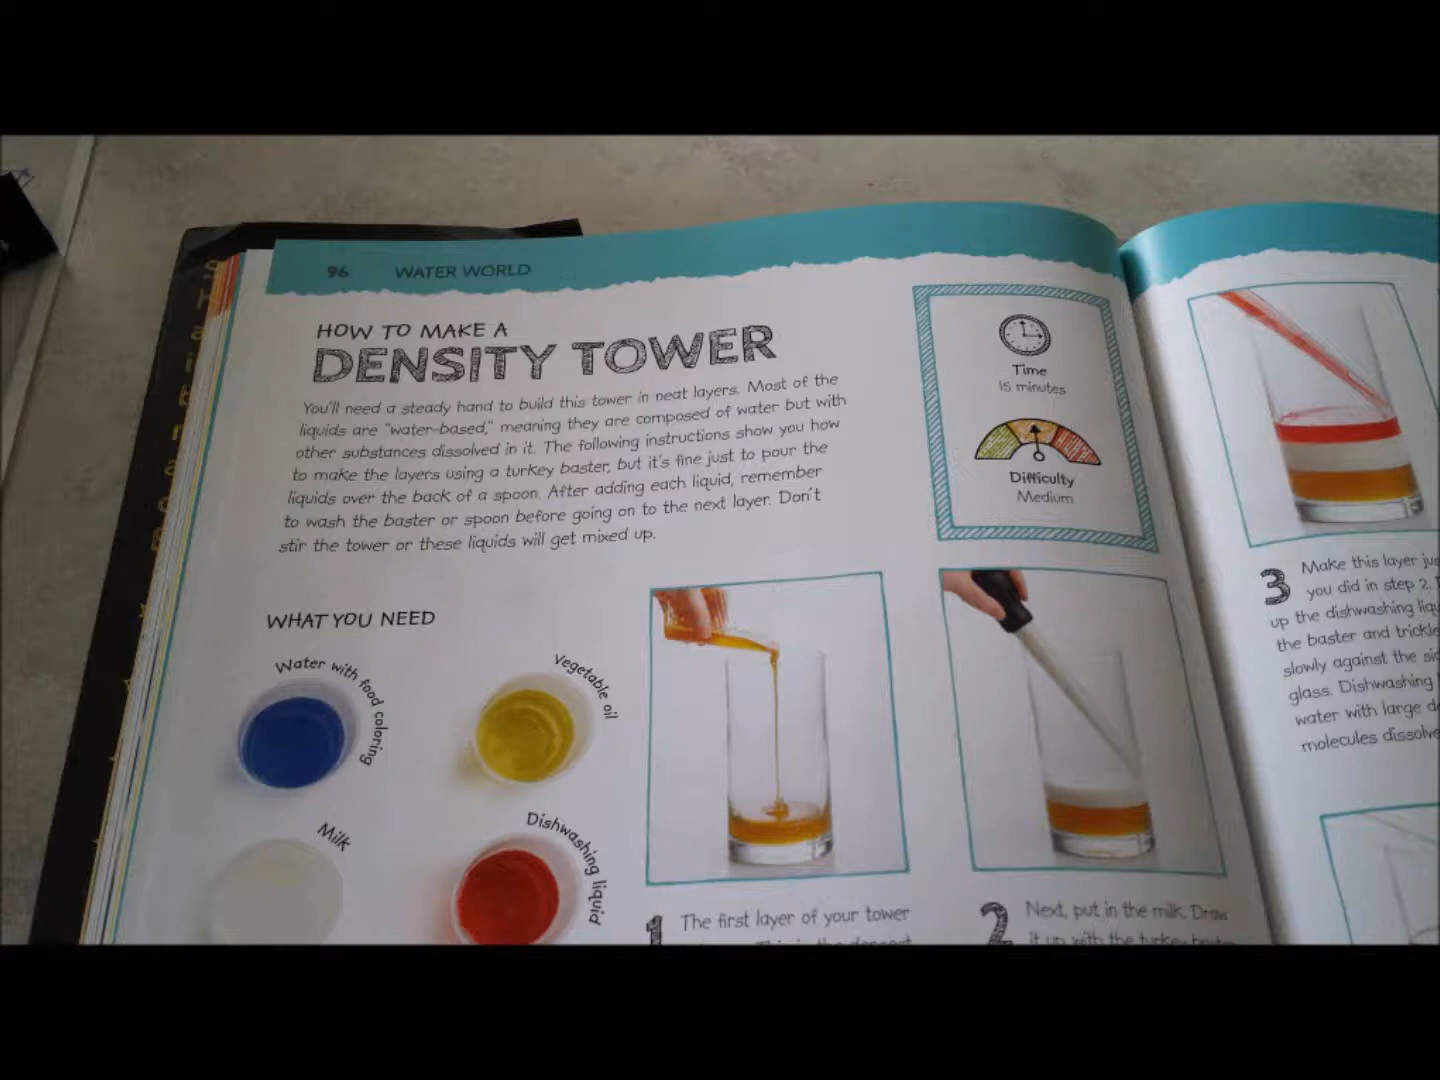 96 WATER WORLD
HOW TO MAKE A
DENSITY TOWER
You'll need a steady hand to build this tower in neat layers. Most of the
liquids are "water-based," meaning they are composed of water but with
other substances dissolved in it. The following instructions show you how
to make the layers using a turkey baster, but it's fine just to pour the
liquids over the back of a spoon. After adding each liquid, remember
to wash the baster or spoon before going on to the next layer. Don't
stir the tower or these liquids will get mixed up.
Time
15 minutes
Difficulty
Medium
WHAT YOU NEED
Water with food coloring
Vegetable oil
Milk
Dishwashing liquid
1 The first layer of your tower
2 Next, put in the milk. Draw
it up with the turkey
3 Make this layer
you did in step 2.
up the dishwashing
the baster and trickle
slowly against the
glass. Dishwashing
water with large
molecules